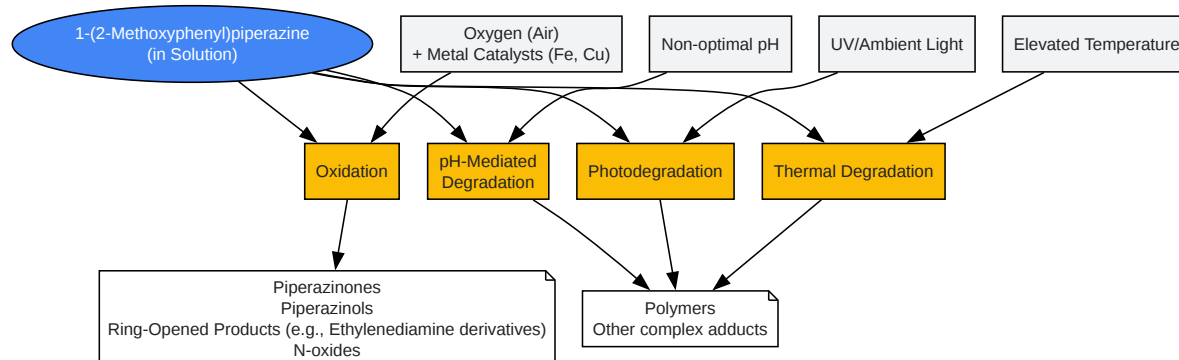 1-(2-Methoxyphenyl)piperazine
(in Solution)
Oxygen (Air)
+ Metal Catalysts (Fe, Cu)
Non-optimal pH
UV/Ambient Light
Elevated Temperature
Oxidation
pH-Mediated
Degradation
Photodegradation
Thermal Degradation
Piperazinones
Piperazinols
Ring-Opened Products (e.g., Ethylenediamine derivatives)
N-oxides
Polymers
Other complex adducts